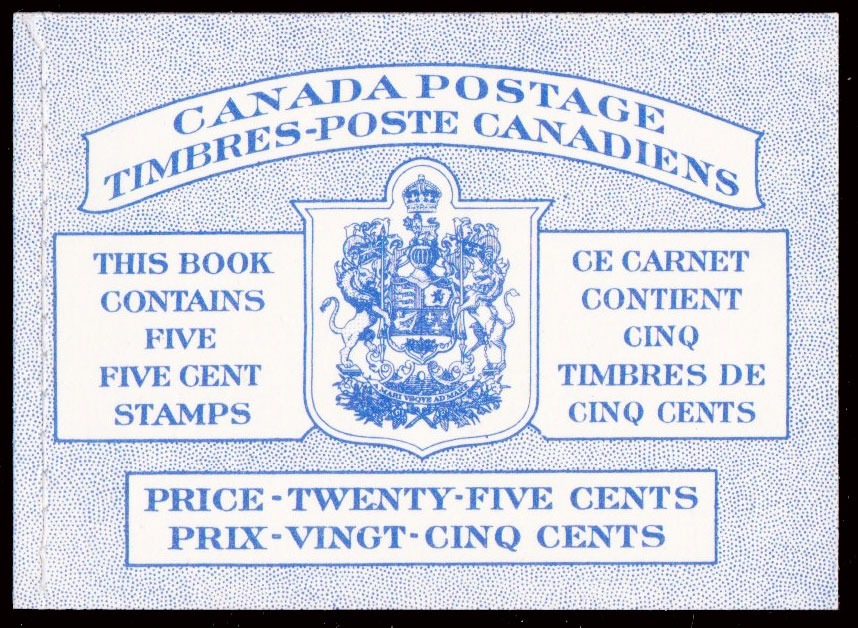 CANADA POSTAGE
TIMBRES-POSTE CANADIENS
THIS BOOK
CONTAINS
FIVE
FIVE CENT
STAMPS
CE CARNET
CONTIENT
CINQ
TIMBRES DE
CINQ CENTS
A MARI VSQVE AD MARE
PRICE-TWENTY-FIVE CENTS
PRIX-VINGT-CINQ CENTS